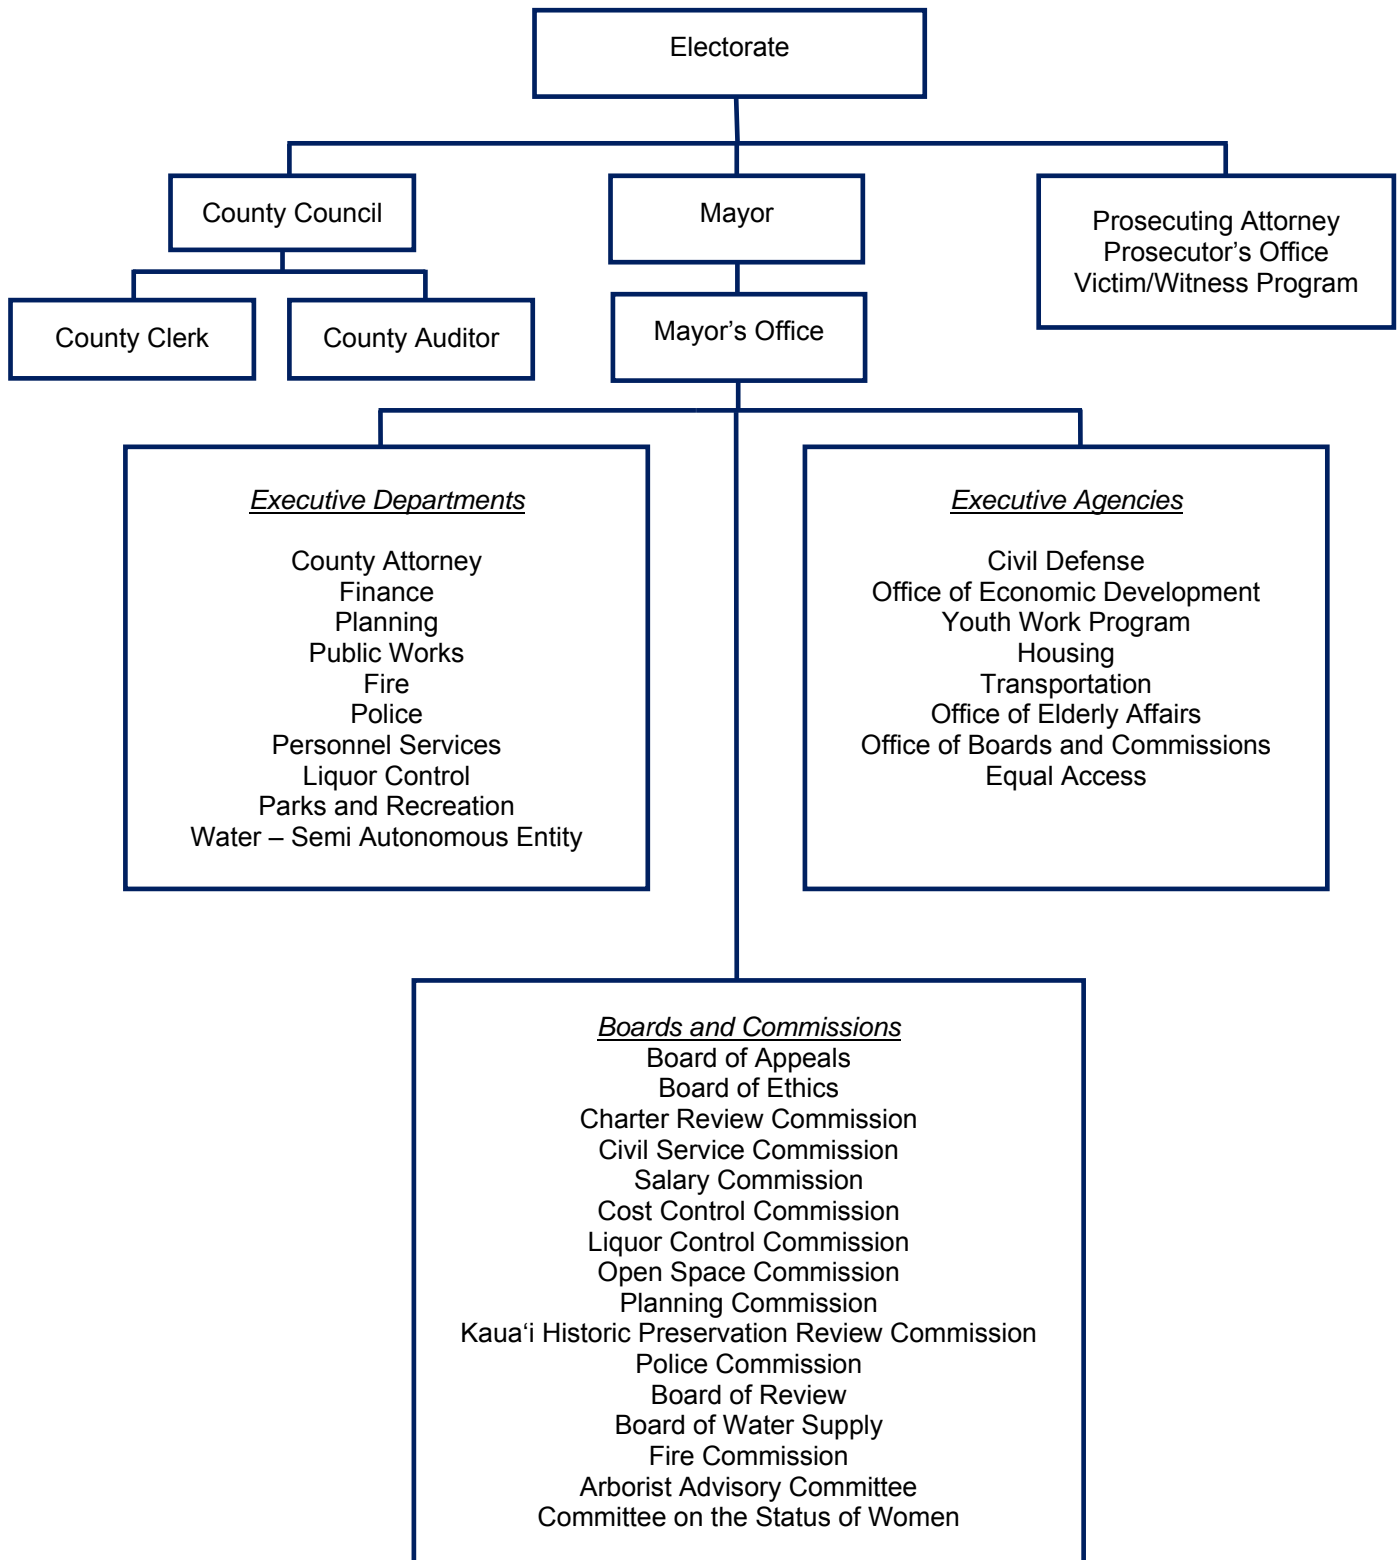 Electorate
County Council
Mayor
Prosecuting Attorney
Prosecutor’s Office
Victim/Witness Program
County Clerk
County Auditor
Mayor’s Office
Executive Departments
County Attorney
Finance
Planning
Public Works
Fire
Police
Personnel Services
Liquor Control
Parks and Recreation
Water – Semi Autonomous Entity
Executive Agencies
Civil Defense
Office of Economic Development
Youth Work Program
Housing
Transportation
Office of Elderly Affairs
Office of Boards and Commissions
Equal Access
Boards and Commissions
Board of Appeals
Board of Ethics
Charter Review Commission
Civil Service Commission
Salary Commission
Cost Control Commission
Liquor Control Commission
Open Space Commission
Planning Commission
Kaua‘i Historic Preservation Review Commission
Police Commission
Board of Review
Board of Water Supply
Fire Commission
Arborist Advisory Committee
Committee on the Status of Women